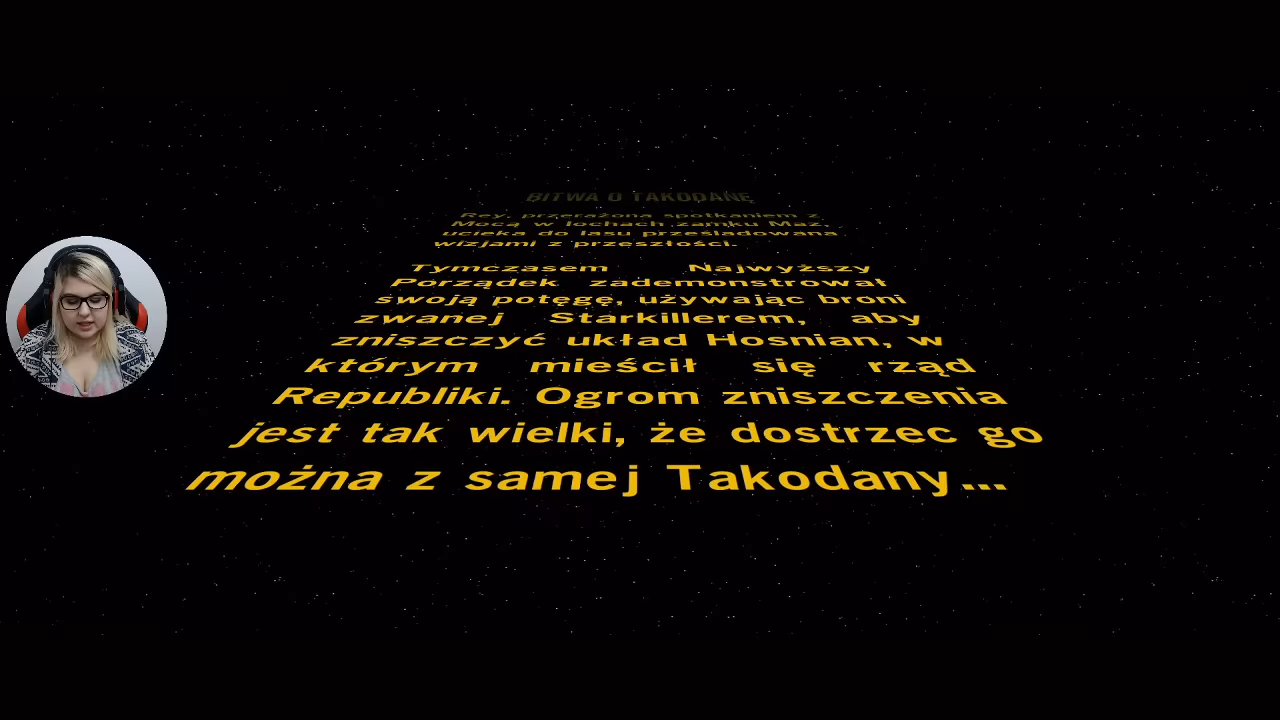 BITWA O TAKODANĘ
Rey, przerażona spotkaniem z
Mocą w lochach zamku Maz,
ucieka do lasu prześladowana
wizjami z przeszłości.
Tymczasem Najwyższy
Porządek zademonstrował
swoją potęgę, używając broni
zwanej Starkillerem, aby
zniszczyć układ Hosnian, w
którym mieścił się rząd
Republiki. Ogrom zniszczenia
jest tak wielki, że dostrzec go
można z samej Takodany...